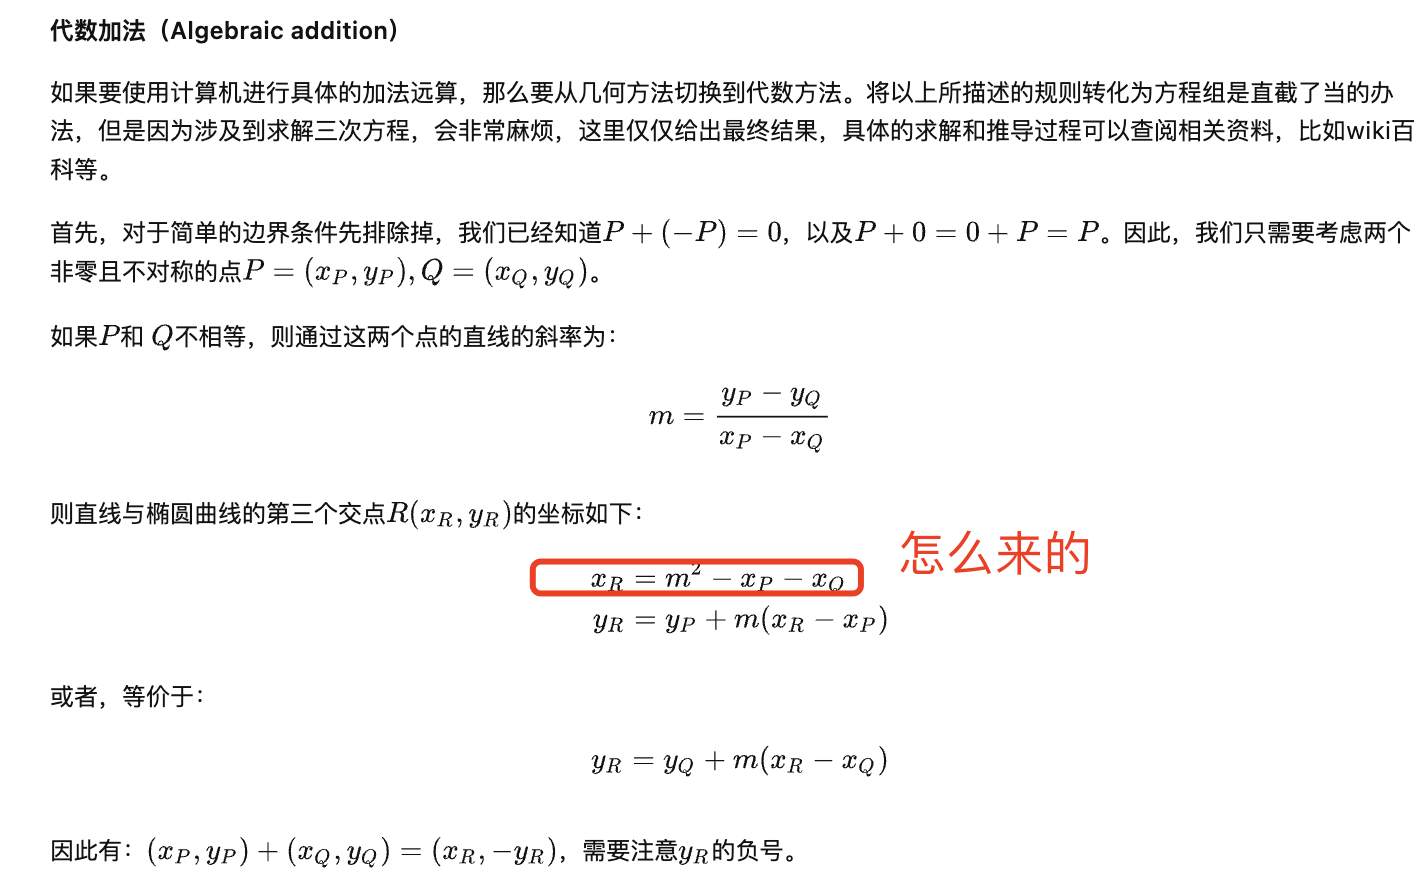 代数加法（Algebraic addition）
如果要使用计算机进行具体的加法远算，那么要从几何方法切换到代数方法。将以上所描述的规则转化为方程组是直截了当的办
法，但是因为涉及到求解三次方程，会非常麻烦，这里仅仅给出最终结果，具体的求解和推导过程可以查阅相关资料，比如wiki百
科等。
首先，对于简单的边界条件先排除掉，我们已经知道P + (−P) = 0，以及P + 0 = 0 + P = P。因此，我们只需要考虑两个
非零且不对称的点P = (x_P, y_P), Q = (x_Q, y_Q)。
如果P和 Q不相等，则通过这两个点的直线的斜率为：
m = \frac{y_P − y_Q}{x_P − x_Q}
则直线与椭圆曲线的第三个交点R(x_R, y_R)的坐标如下：
怎么来的
x_R = m^2 − x_P − x_Q
y_R = y_P + m(x_R − x_P)
或者，等价于：
y_R = y_Q + m(x_R − x_Q)
因此有：(x_P, y_P) + (x_Q, y_Q) = (x_R, −y_R)，需要注意y_R的负号。